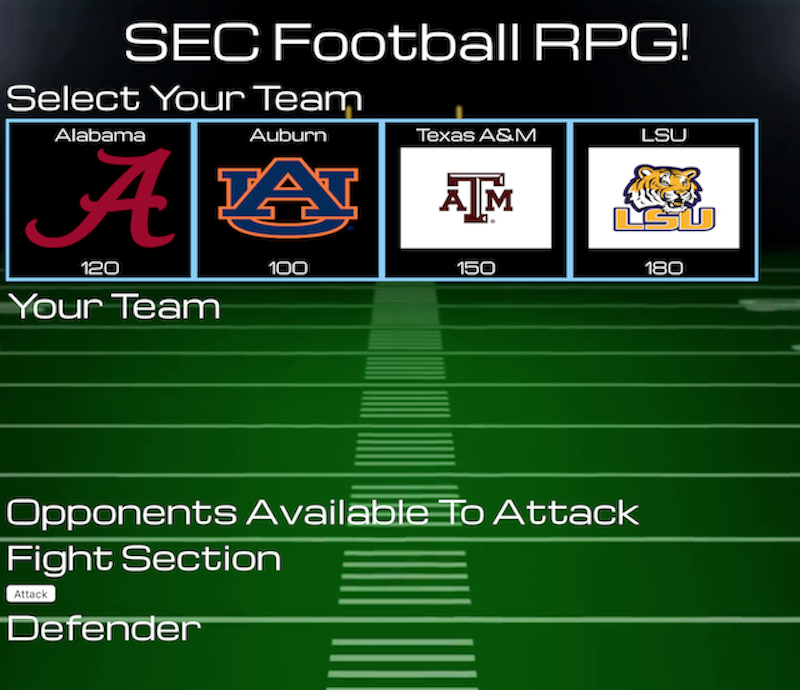 SEC Football RPG!
Select Your Team
Alabama Auburn Texas A&M LSU
A AU ATM LSU
120 100 150 180
Your Team
Opponents Available To Attack
Fight Section
Attack
Defender